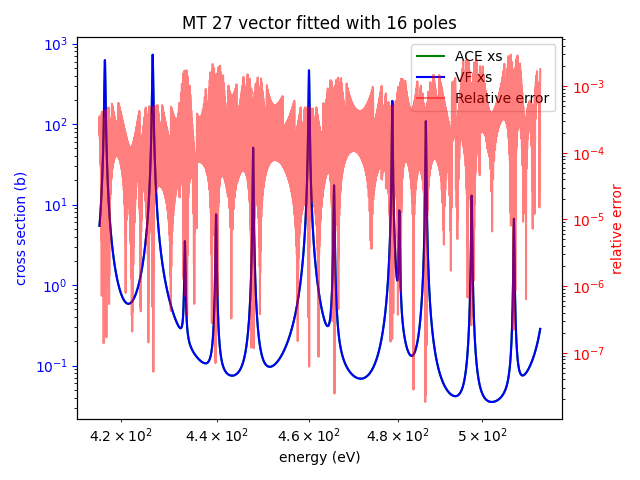 MT 27 vector fitted with 16 poles
ACE xs
VF xs
Relative error
cross section (b)
10³
10²
10¹
10⁰
10⁻¹
10⁻³
10⁻⁴
10⁻⁵
10⁻⁶
10⁻⁷
relative error
4.2 × 10² 4.4 × 10² 4.6 × 10² 4.8 × 10² 5 × 10²
energy (eV)